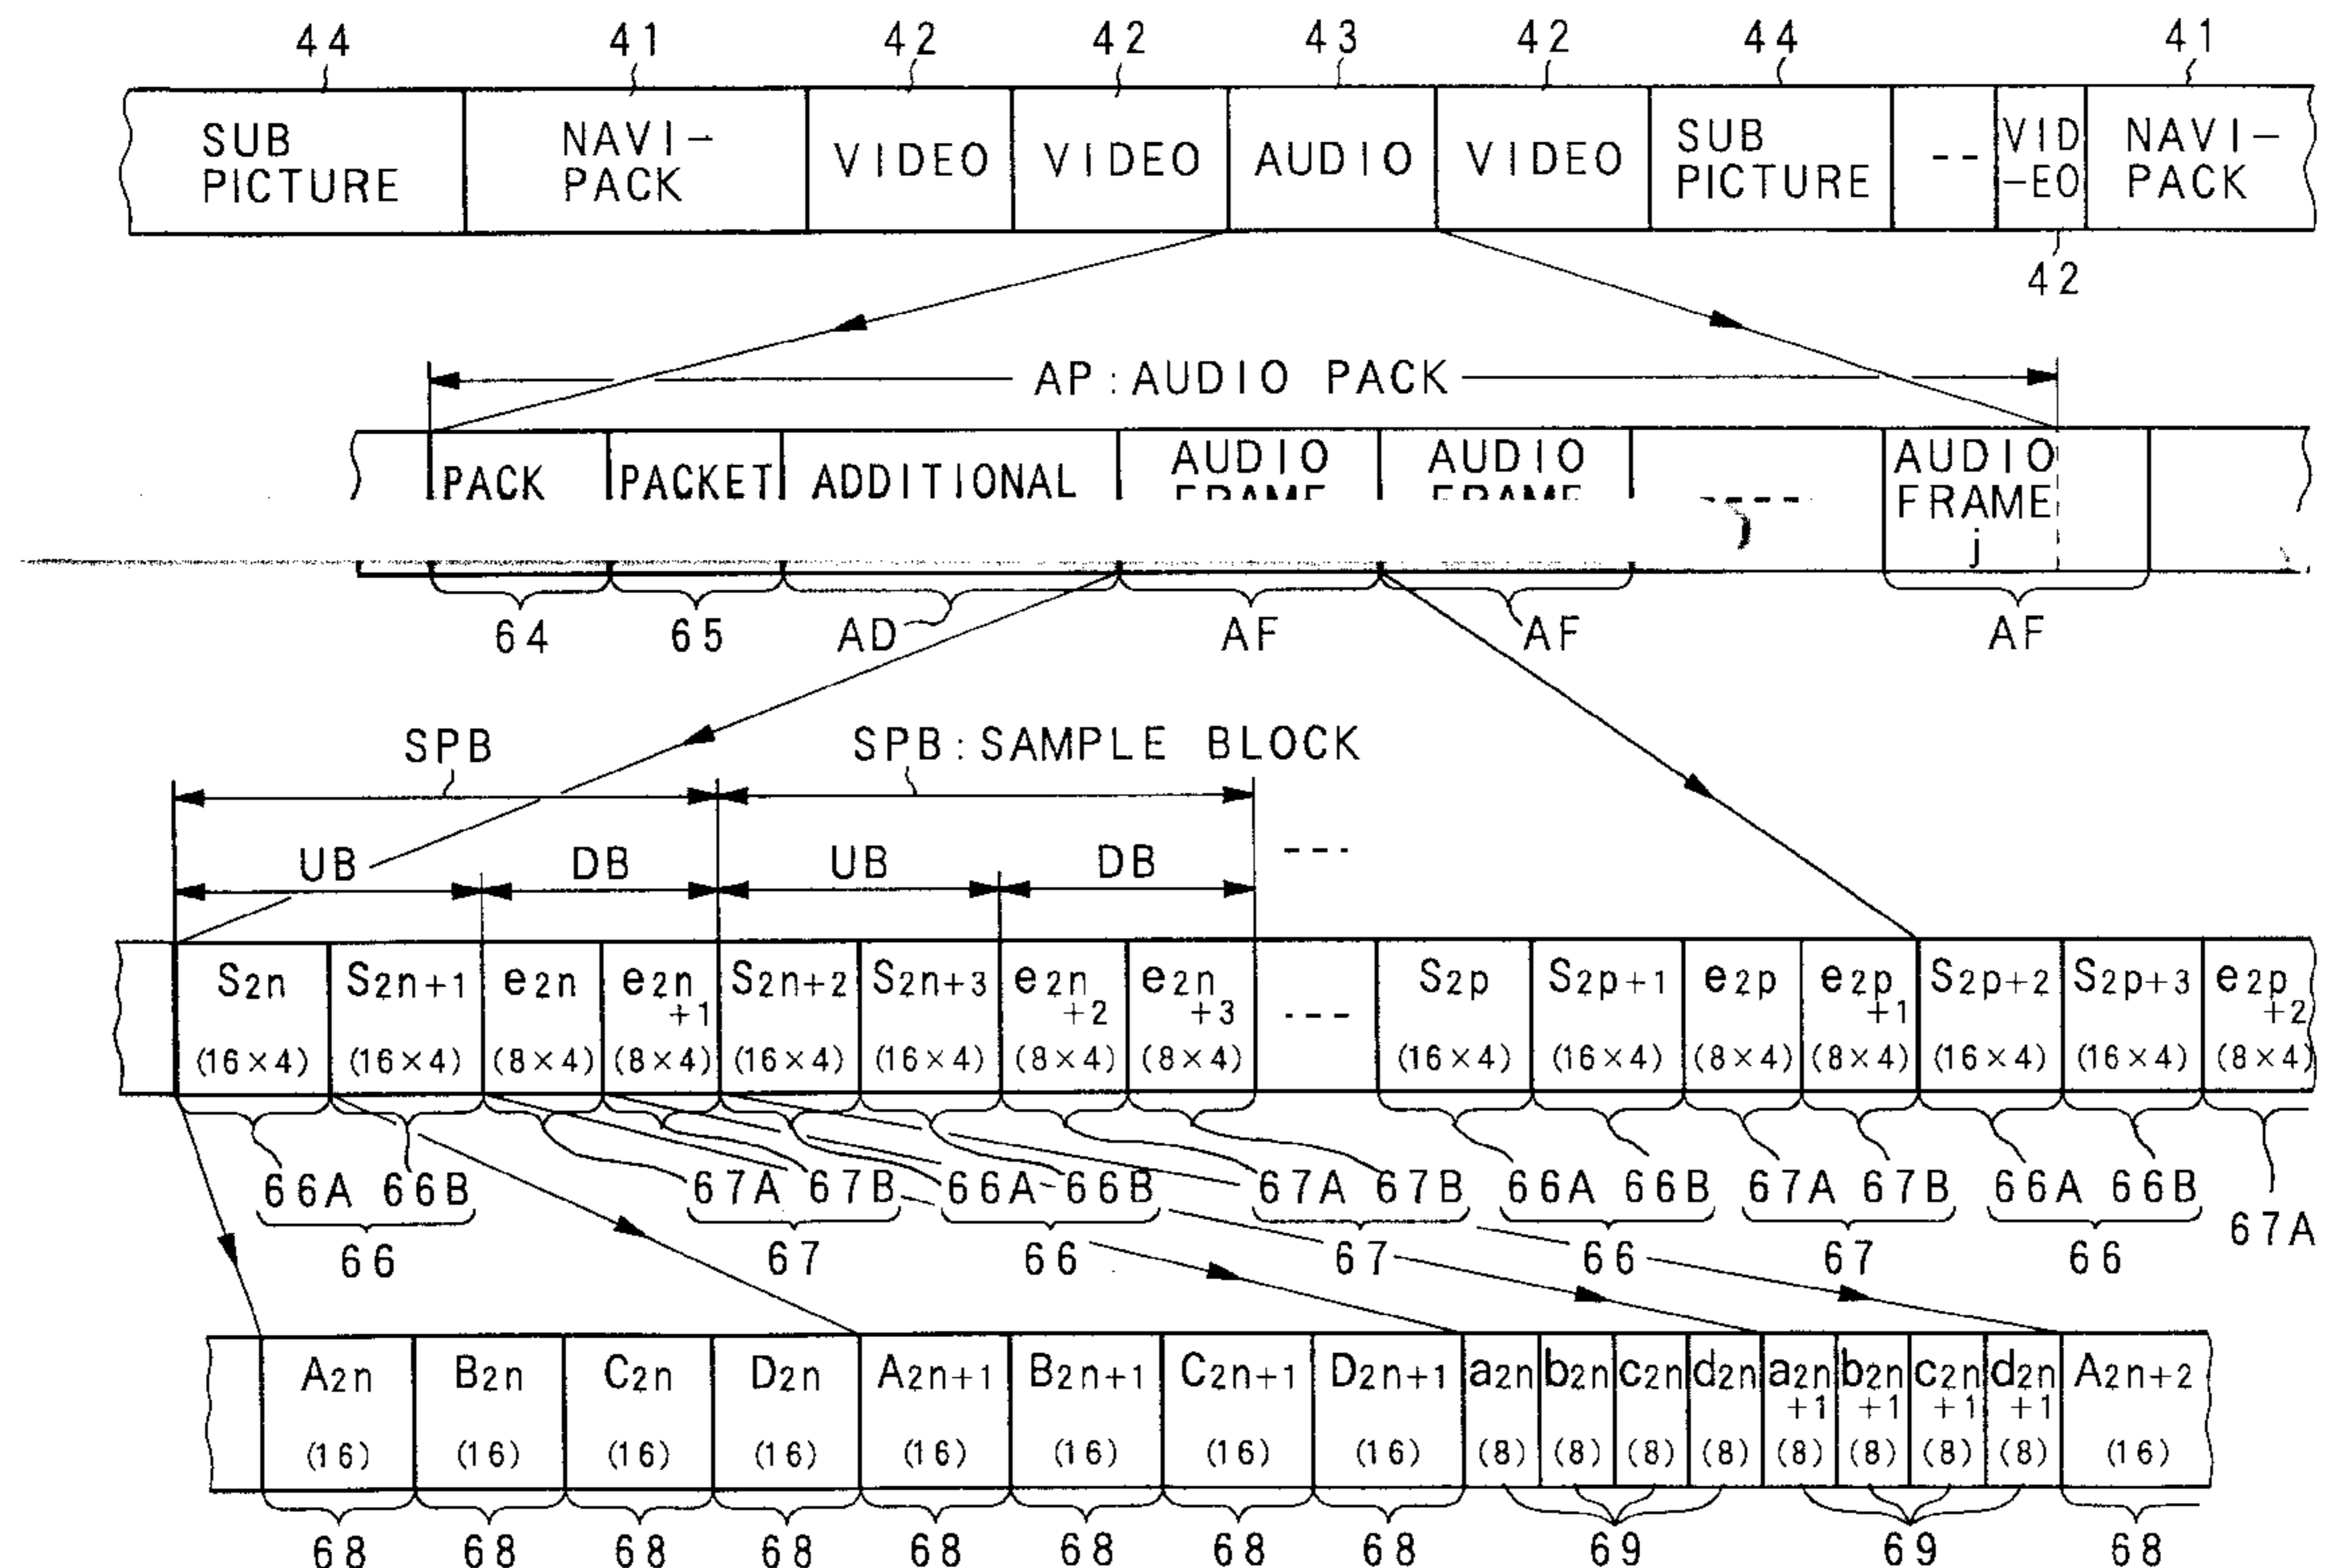 44 41 42 42 43 42 44 41
SUB PICTURE NAVI- PACK VIDEO VIDEO AUDIO VIDEO SUB PICTURE -- VID -EO NAVI- PACK
42
AP:AUDIO PACK
PACK PACKET ADDITIONAL AUDIO FRAME AUDIO FRAME ---- AUDIO FRAME j
64 65 AD AF AF AF
SPB SPB:SAMPLE BLOCK
UB DB UB DB ---
S2n S2n+1 e2n e2n+1 S2n+2 S2n+3 e2n+2 e2n+3 --- S2p S2p+1 e2p e2p+1 S2p+2 S2p+3 e2p+2
(16×4) (16×4) (8×4) (8×4) (16×4) (16×4) (8×4) (8×4) (16×4) (16×4) (8×4) (8×4) (16×4) (16×4) (8×4)
66A 66B 67A 67B 66A 66B 67A 67B 66A 66B 67A 67B 66A 66B 67A
66 67 66 67 66 67 66
A2n B2n C2n D2n A2n+1 B2n+1 C2n+1 D2n+1 a2n b2n c2n d2n a2n+1 b2n+1 c2n+1 d2n+1 A2n+2
(16) (16) (16) (16) (16) (16) (16) (16) (8) (8) (8) (8) (8) (8) (8) (8) (16)
68 68 68 68 68 68 68 68 69 69 68